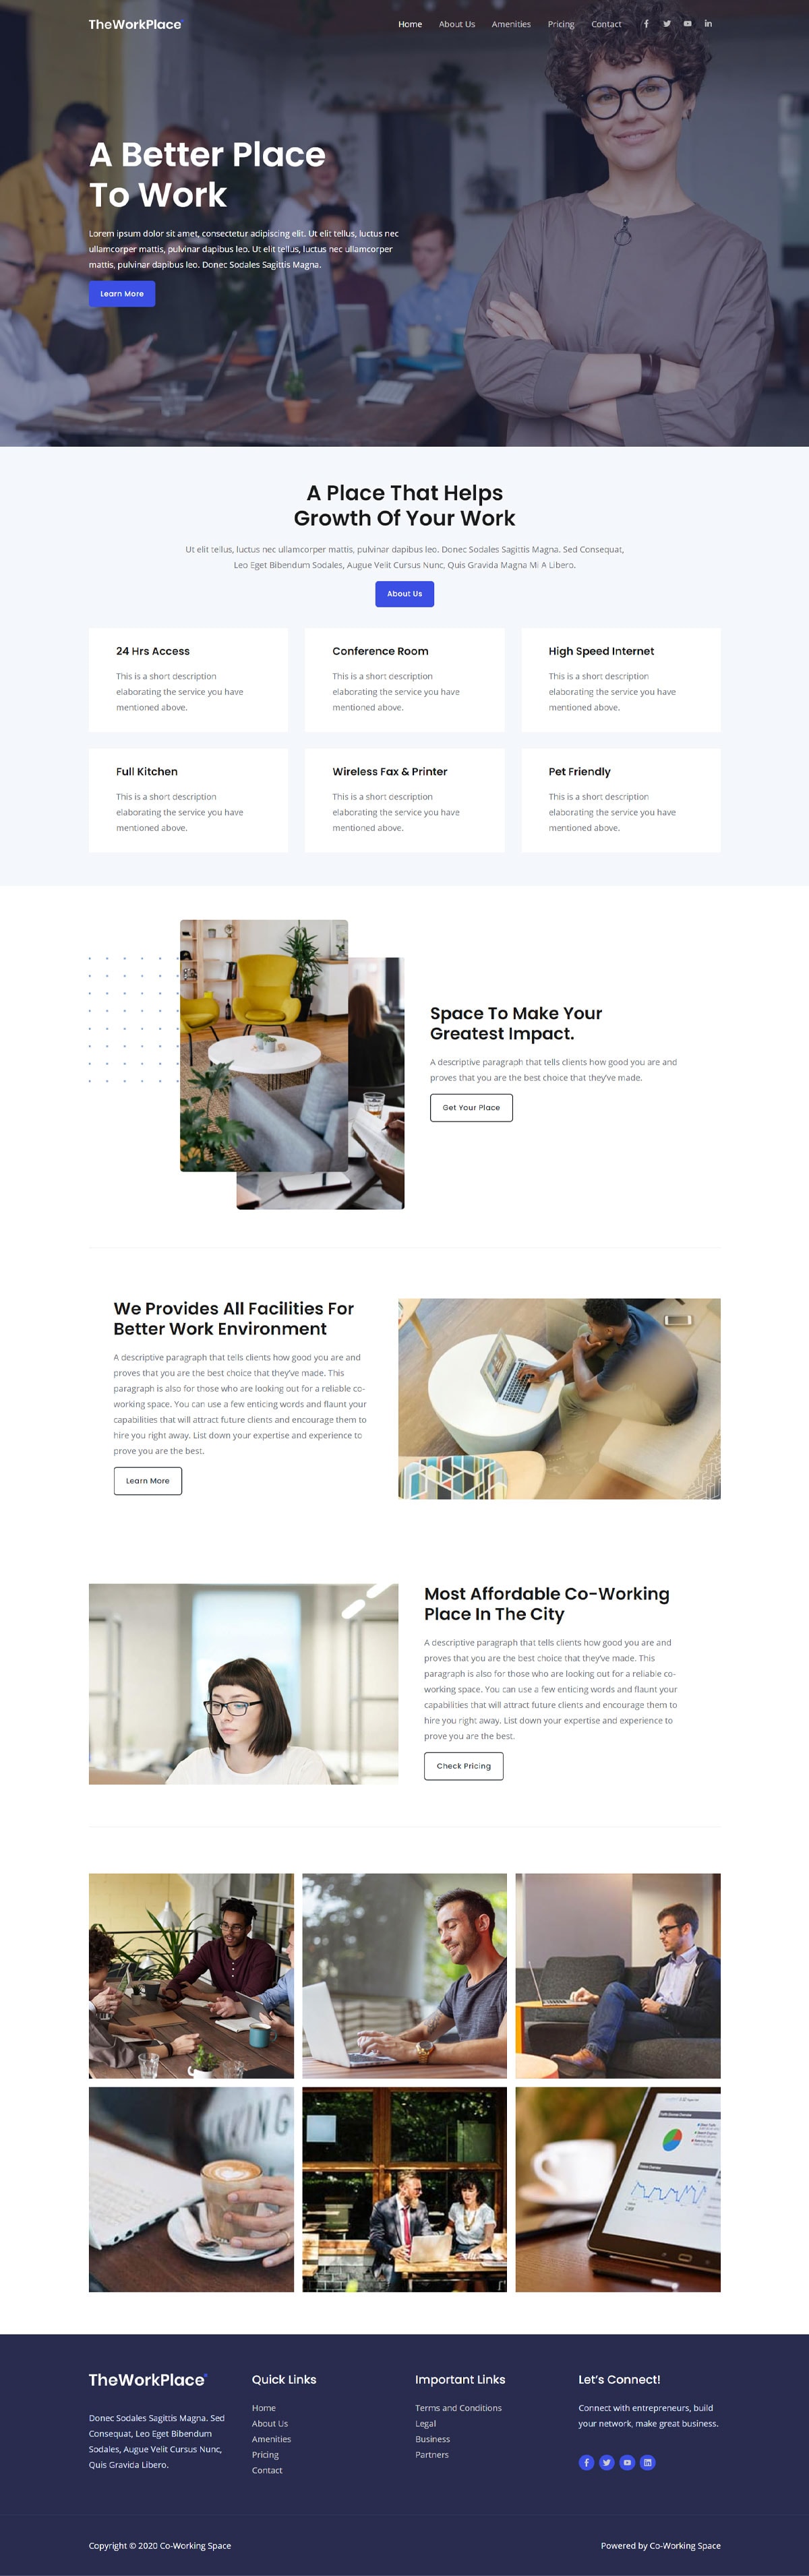 TheWorkPlace
Home About Us Amenities Pricing Contact
A Better Place
To Work
Lorem ipsum dolor sit amet, consectetur adipiscing elit. Ut elit tellus, luctus nec
ullamcorper mattis, pulvinar dapibus leo. Ut elit tellus, luctus nec ullamcorper
mattis, pulvinar dapibus leo. Donec Sodales Sagittis Magna.
Learn More
A Place That Helps
Growth Of Your Work
Ut elit tellus, luctus nec ullamcorper mattis, pulvinar dapibus leo. Donec Sodales Sagittis Magna. Sed Consequat,
Leo Eget Bibendum Sodales, Augue Velit Cursus Nunc, Quis Gravida Magna Mi A Libero.
About Us
24 Hrs Access
This is a short description
elaborating the service you have
mentioned above.
Conference Room
This is a short description
elaborating the service you have
mentioned above.
High Speed Internet
This is a short description
elaborating the service you have
mentioned above.
Full Kitchen
This is a short description
elaborating the service you have
mentioned above.
Wireless Fax & Printer
This is a short description
elaborating the service you have
mentioned above.
Pet Friendly
This is a short description
elaborating the service you have
mentioned above.
Space To Make Your
Greatest Impact.
A descriptive paragraph that tells clients how good you are and
proves that you are the best choice that they've made.
Get Your Place
We Provides All Facilities For
Better Work Environment
A descriptive paragraph that tells clients how good you are and
proves that you are the best choice that they've made. This
paragraph is also for those who are looking out for a reliable co-
working space. You can use a few enticing words and flaunt your
capabilities that will attract future clients and encourage them to
hire you right away. List down your expertise and experience to
prove you are the best.
Learn More
Most Affordable Co-Working
Place In The City
A descriptive paragraph that tells clients how good you are and
proves that you are the best choice that they've made. This
paragraph is also for those who are looking out for a reliable co-
working space. You can use a few enticing words and flaunt your
capabilities that will attract future clients and encourage them to
hire you right away. List down your expertise and experience to
prove you are the best.
Check Pricing
TheWorkPlace
Donec Sodales Sagittis Magna. Sed
Consequat, Leo Eget Bibendum
Sodales, Augue Velit Cursus Nunc,
Quis Gravida Libero.
Quick Links
Home
About Us
Amenities
Pricing
Contact
Important Links
Terms and Conditions
Legal
Business
Partners
Let's Connect!
Connect with entrepreneurs, build
your network, make great business.
Copyright © 2020 Co-Working Space
Powered by Co-Working Space